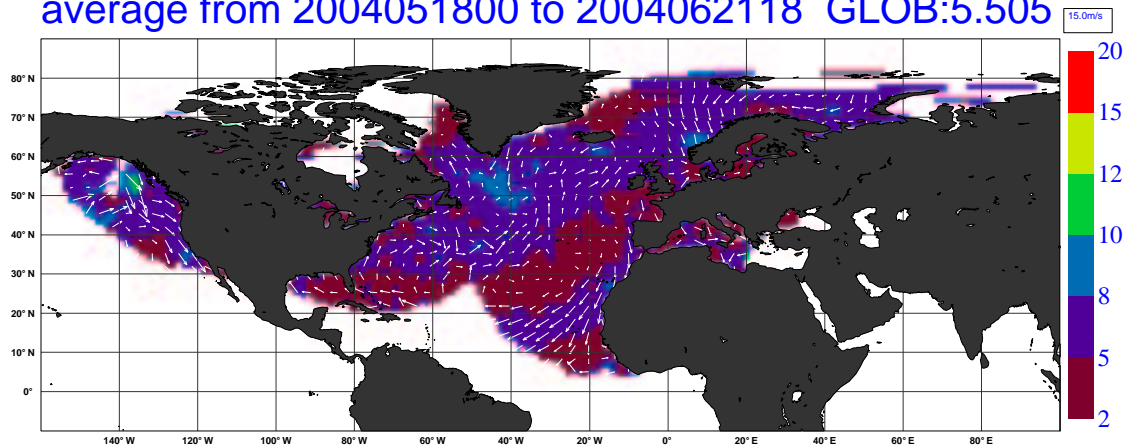 average from 2004051800 to 2004062118 GLOB:5.505
15.0m/s
20
15
12
10
8
5
2
80° N
70° N
60° N
50° N
40° N
30° N
20° N
10° N
0°
140° W 120° W 100° W 80° W 60° W 40° W 20° W 0° 20° E 40° E 60° E 80° E